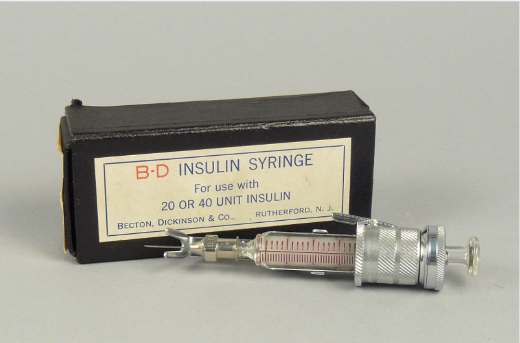 B-D INSULIN SYRINGE
For use with
20 OR 40 UNIT INSULIN
BECTON, DICKINSON & CO., RUTHERFORD, N. J.